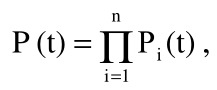 P(t) = ∏_{i=1}^{n} P_i(t),